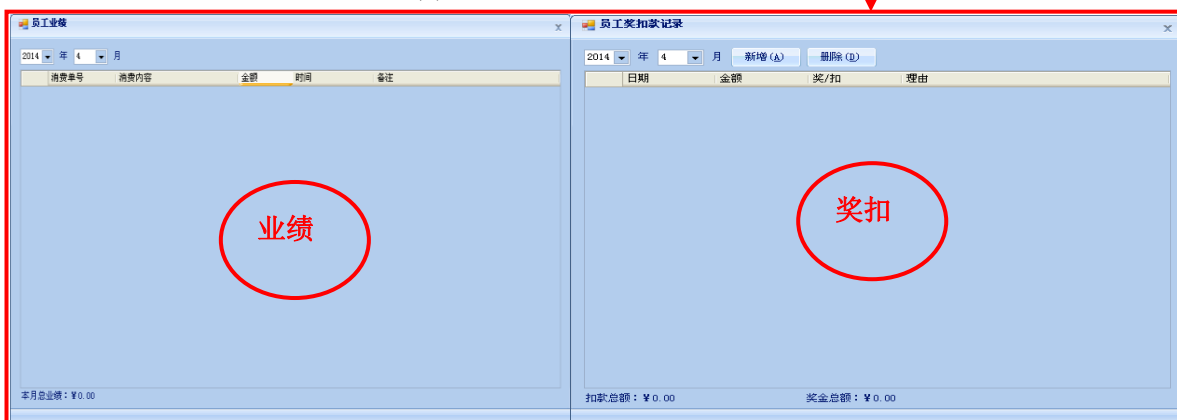 员工业绩
x
2014 年 4 月
消费单号 消费内容 金额 时间 备注
业绩
本月总业绩：¥0.00
员工奖扣款记录
x
2014 年 4 月 新增(A) 删除(D)
日期 金额 奖/扣 理由
奖扣
扣款总额：¥0.00 奖金总额：¥0.00